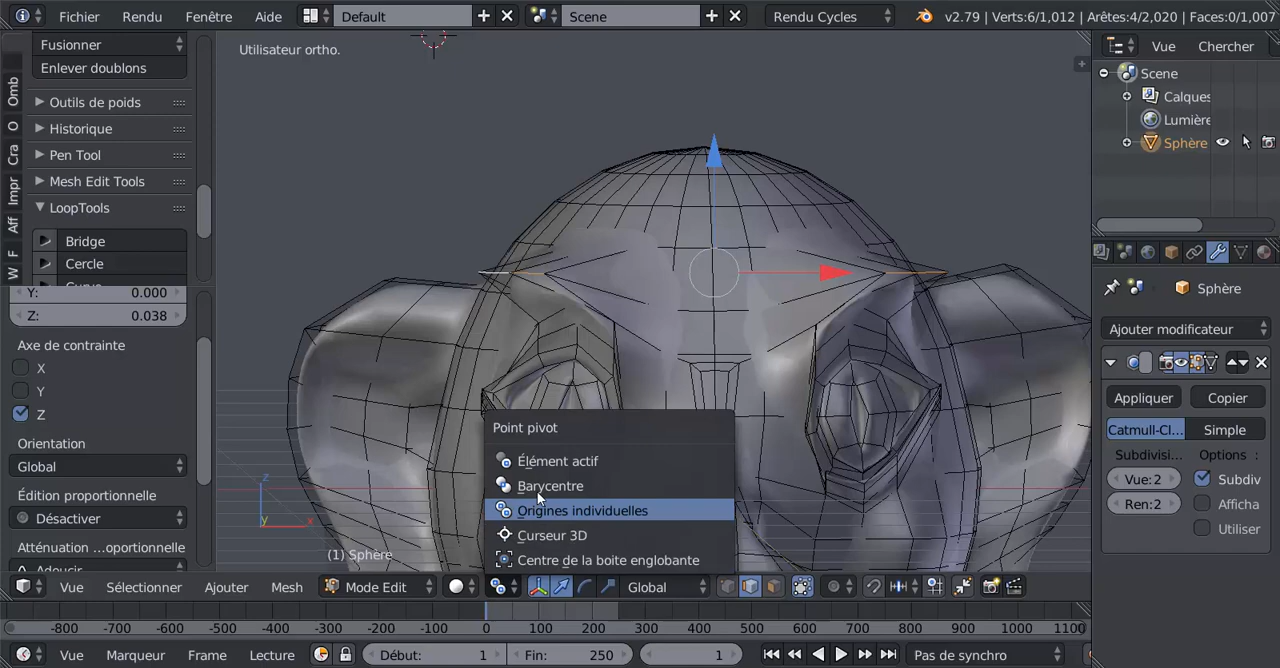 Fichier Rendu Fenêtre Aide Default Scene Rendu Cycles v2.79 | Verts:6/1,012 | Arêtes:4/2,020 | Faces:0/1,007
Fusionner
Enlever doublons
Outils de poids
Historique
Pen Tool
Mesh Edit Tools
LoopTools
Bridge
Cercle
Omb
O
Cra
Impr
Aff
F
W
Y: 0.000
Z: 0.038
Axe de contrainte
X
Y
Z
Orientation
Global
Édition proportionnelle
Désactiver
Atténuation ...oportionnelle
Adoucir
Utilisateur ortho.
z
y x
(1) Sphère
Point pivot
Élément actif
Barycentre
Origines individuelles
Curseur 3D
Centre de la boite englobante
Vue Sélectionner Ajouter Mesh Mode Edit Global
-800 -700 -600 -500 -400 -300 -200 -100 0 100 200 300 400 500 600 700 800 900 1000 1100
Vue Marqueur Frame Lecture Début: 1 Fin: 250 1 Pas de synchro
Vue Chercher
Scene
Calques
Lumière
Sphère
Sphère
Ajouter modificateur
Appliquer Copier
Catmull-Cl... Simple
Subdivisi Options :
Vue: 2 Subdiv
Ren: 2 Afficha
Utiliser